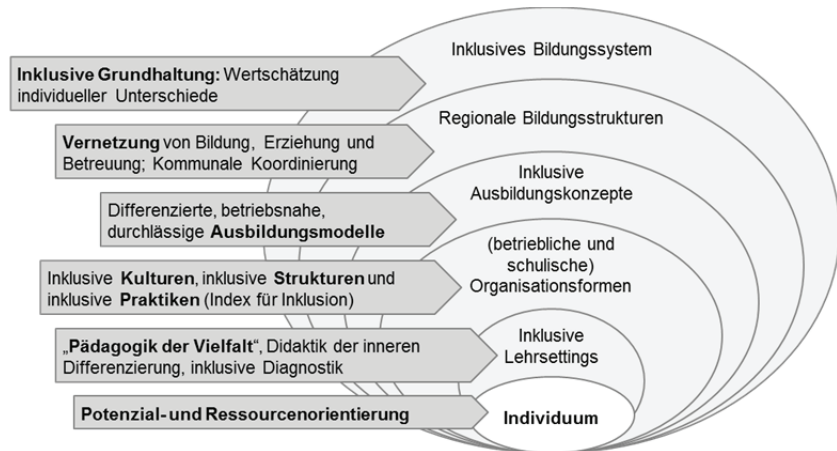 Inklusives Bildungssystem
Inklusive Grundhaltung: Wertschätzung
individueller Unterschiede
Regionale Bildungsstrukturen
Vernetzung von Bildung, Erziehung und
Betreuung; Kommunale Koordinierung
Inklusive
Ausbildungskonzepte
Differenzierte, betriebsnahe,
durchlässige Ausbildungsmodelle
(betriebliche und
schulische)
Organisationsformen
Inklusive Kulturen, inklusive Strukturen und
inklusive Praktiken (Index für Inklusion)
Inklusive
Lehrsettings
„Pädagogik der Vielfalt“, Didaktik der inneren
Differenzierung, inklusive Diagnostik
Potenzial- und Ressourcenorientierung
Individuum